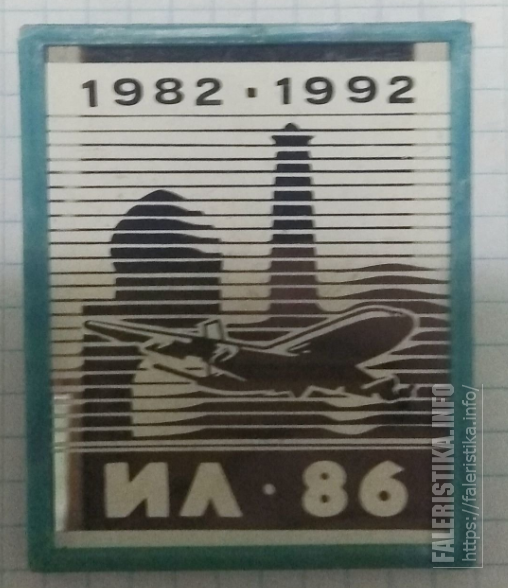 1982 · 1992
ИЛ · 86
FALERISTIKA.INFO
https://faleristika.info/